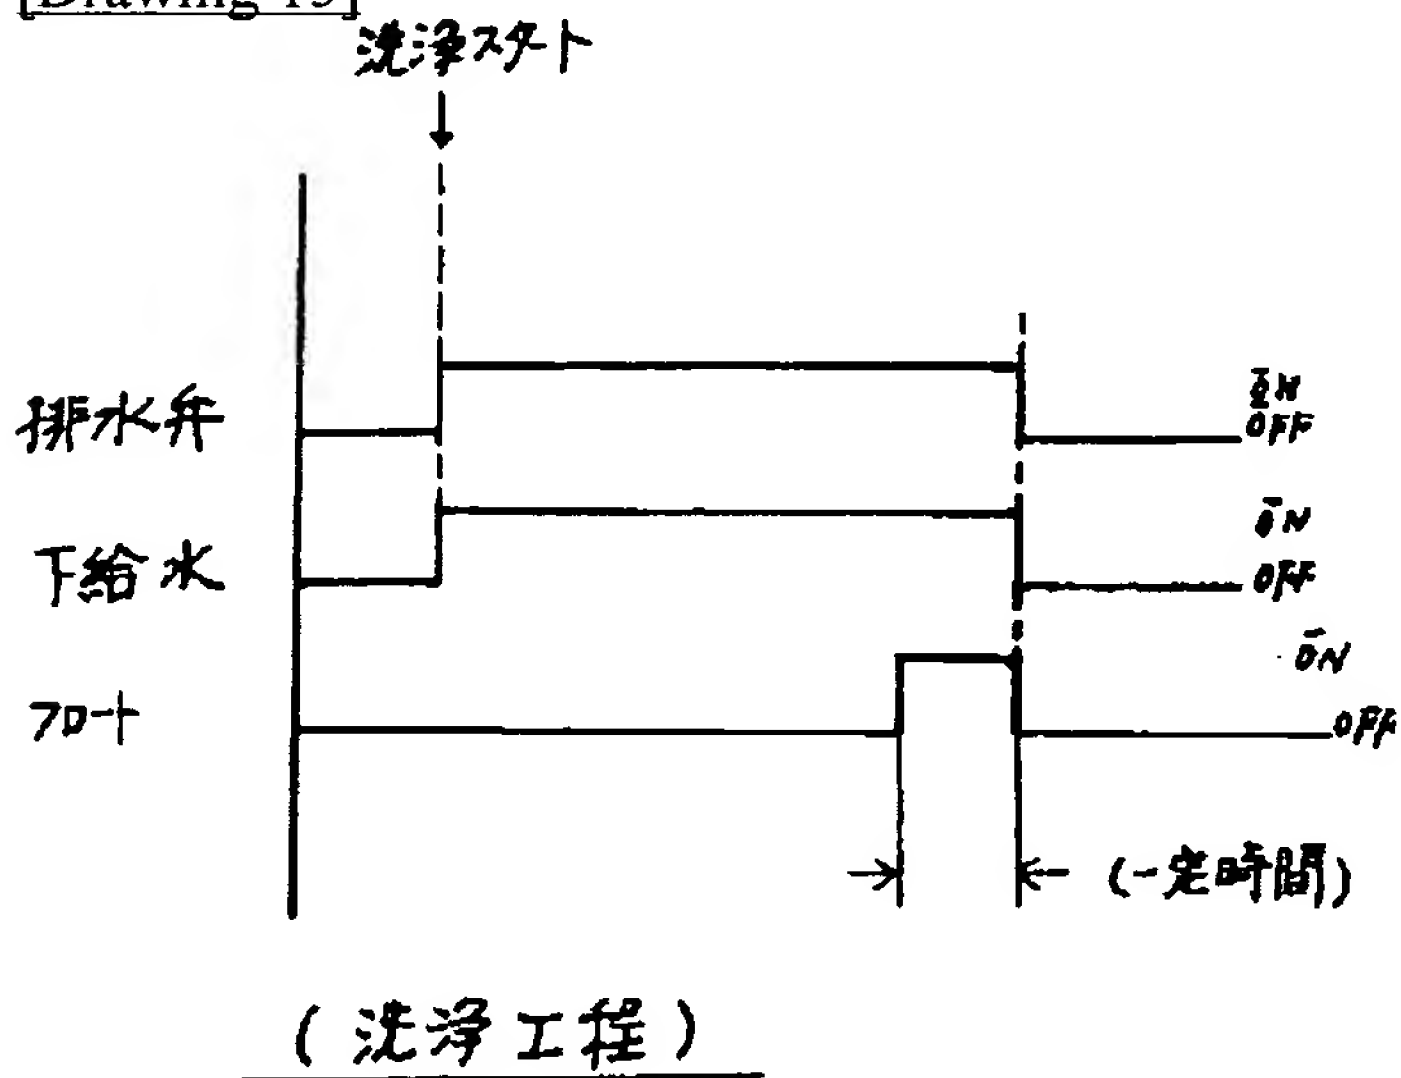 [Drawing 19]
洗浄スタート
排水弁
ON
OFF
下給水
ON
OFF
フロート
ON
OFF
(一定時間)
(洗浄工程)